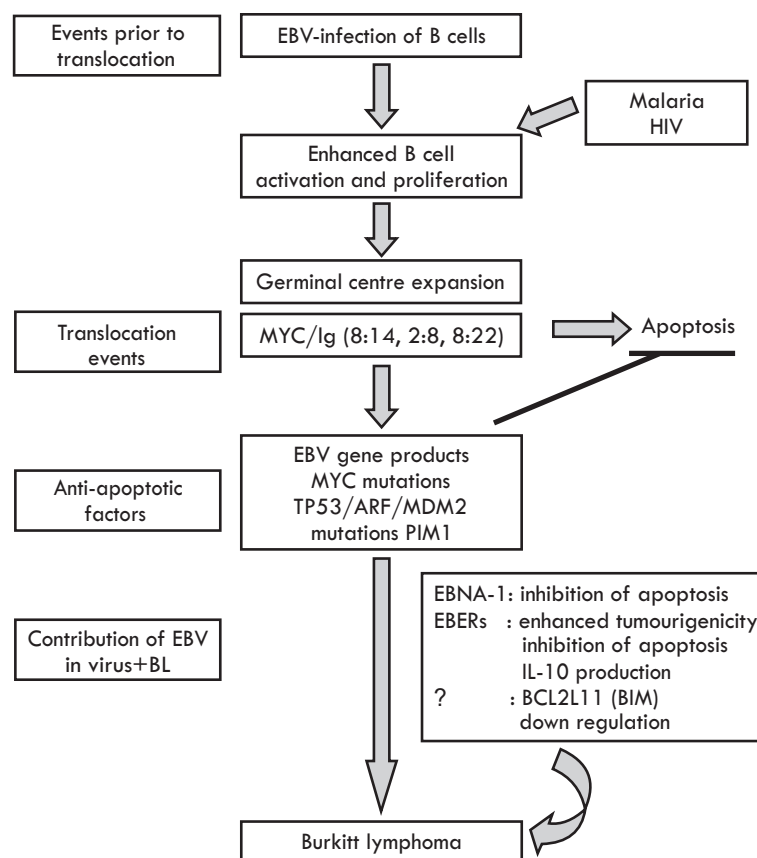 Events prior to
translocation
EBV-infection of B cells
Malaria
HIV
Enhanced B cell
activation and proliferation
Germinal centre expansion
Translocation
events
MYC/Ig (8:14, 2:8, 8:22)
Apoptosis
Anti-apoptotic
factors
EBV gene products
MYC mutations
TP53/ARF/MDM2
mutations PIM1
Contribution of EBV
in virus+BL
EBNA-1: inhibition of apoptosis
EBERs : enhanced tumourigenicity
inhibition of apoptosis
IL-10 production
? : BCL2L11 (BIM)
down regulation
Burkitt lymphoma